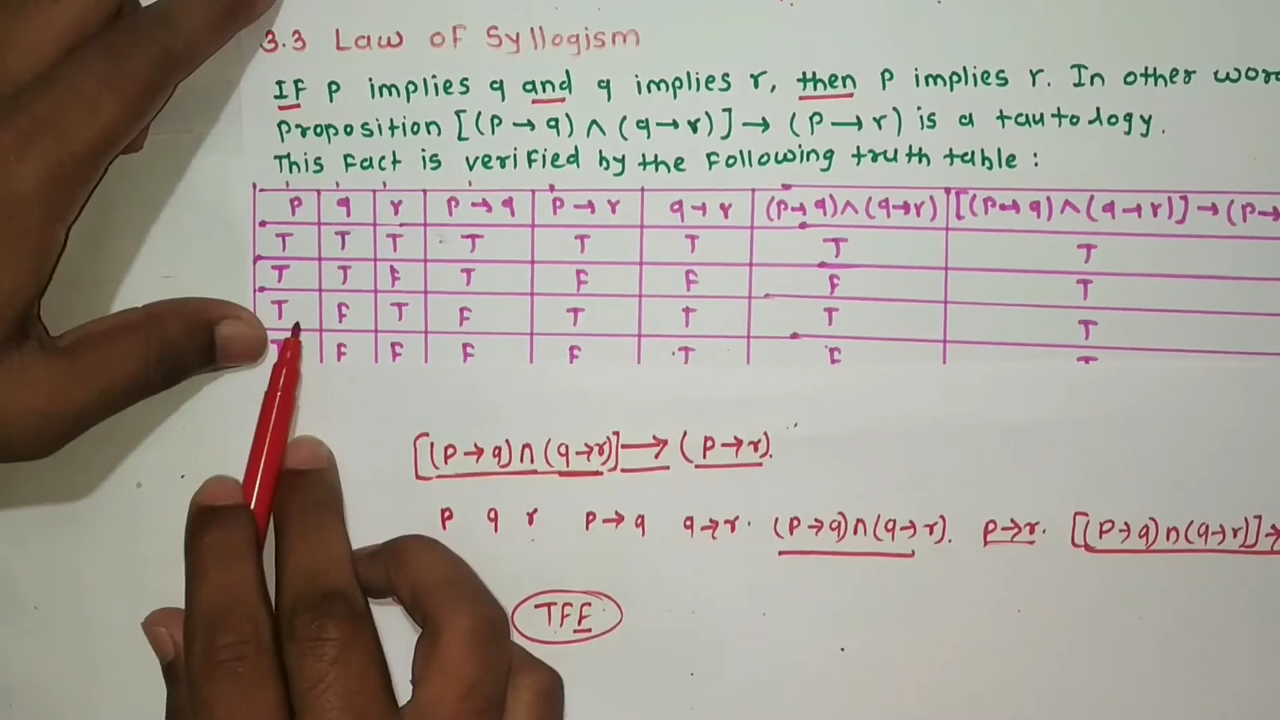 3.3 Law of Syllogism
IF p implies q and q implies r, then p implies r. In other
proposition [(p→q) ∧ (q→r)] → (p→r) is a tautology.
This Fact is verified by the Following truth table :
p q r p→q p→r q→r (p→q)∧(q→r) [(p→q)∧(q→r)]→(p→
T T T T T T T T
T T F T F F F T
T F T F T T T T
F F F F T F T
[(p→q)∩(q→r)]→(p→r).
p q r p→q q→r. (p→q)∩(q→r). p→r. [(p→q)∩(q→r)]→
TFF